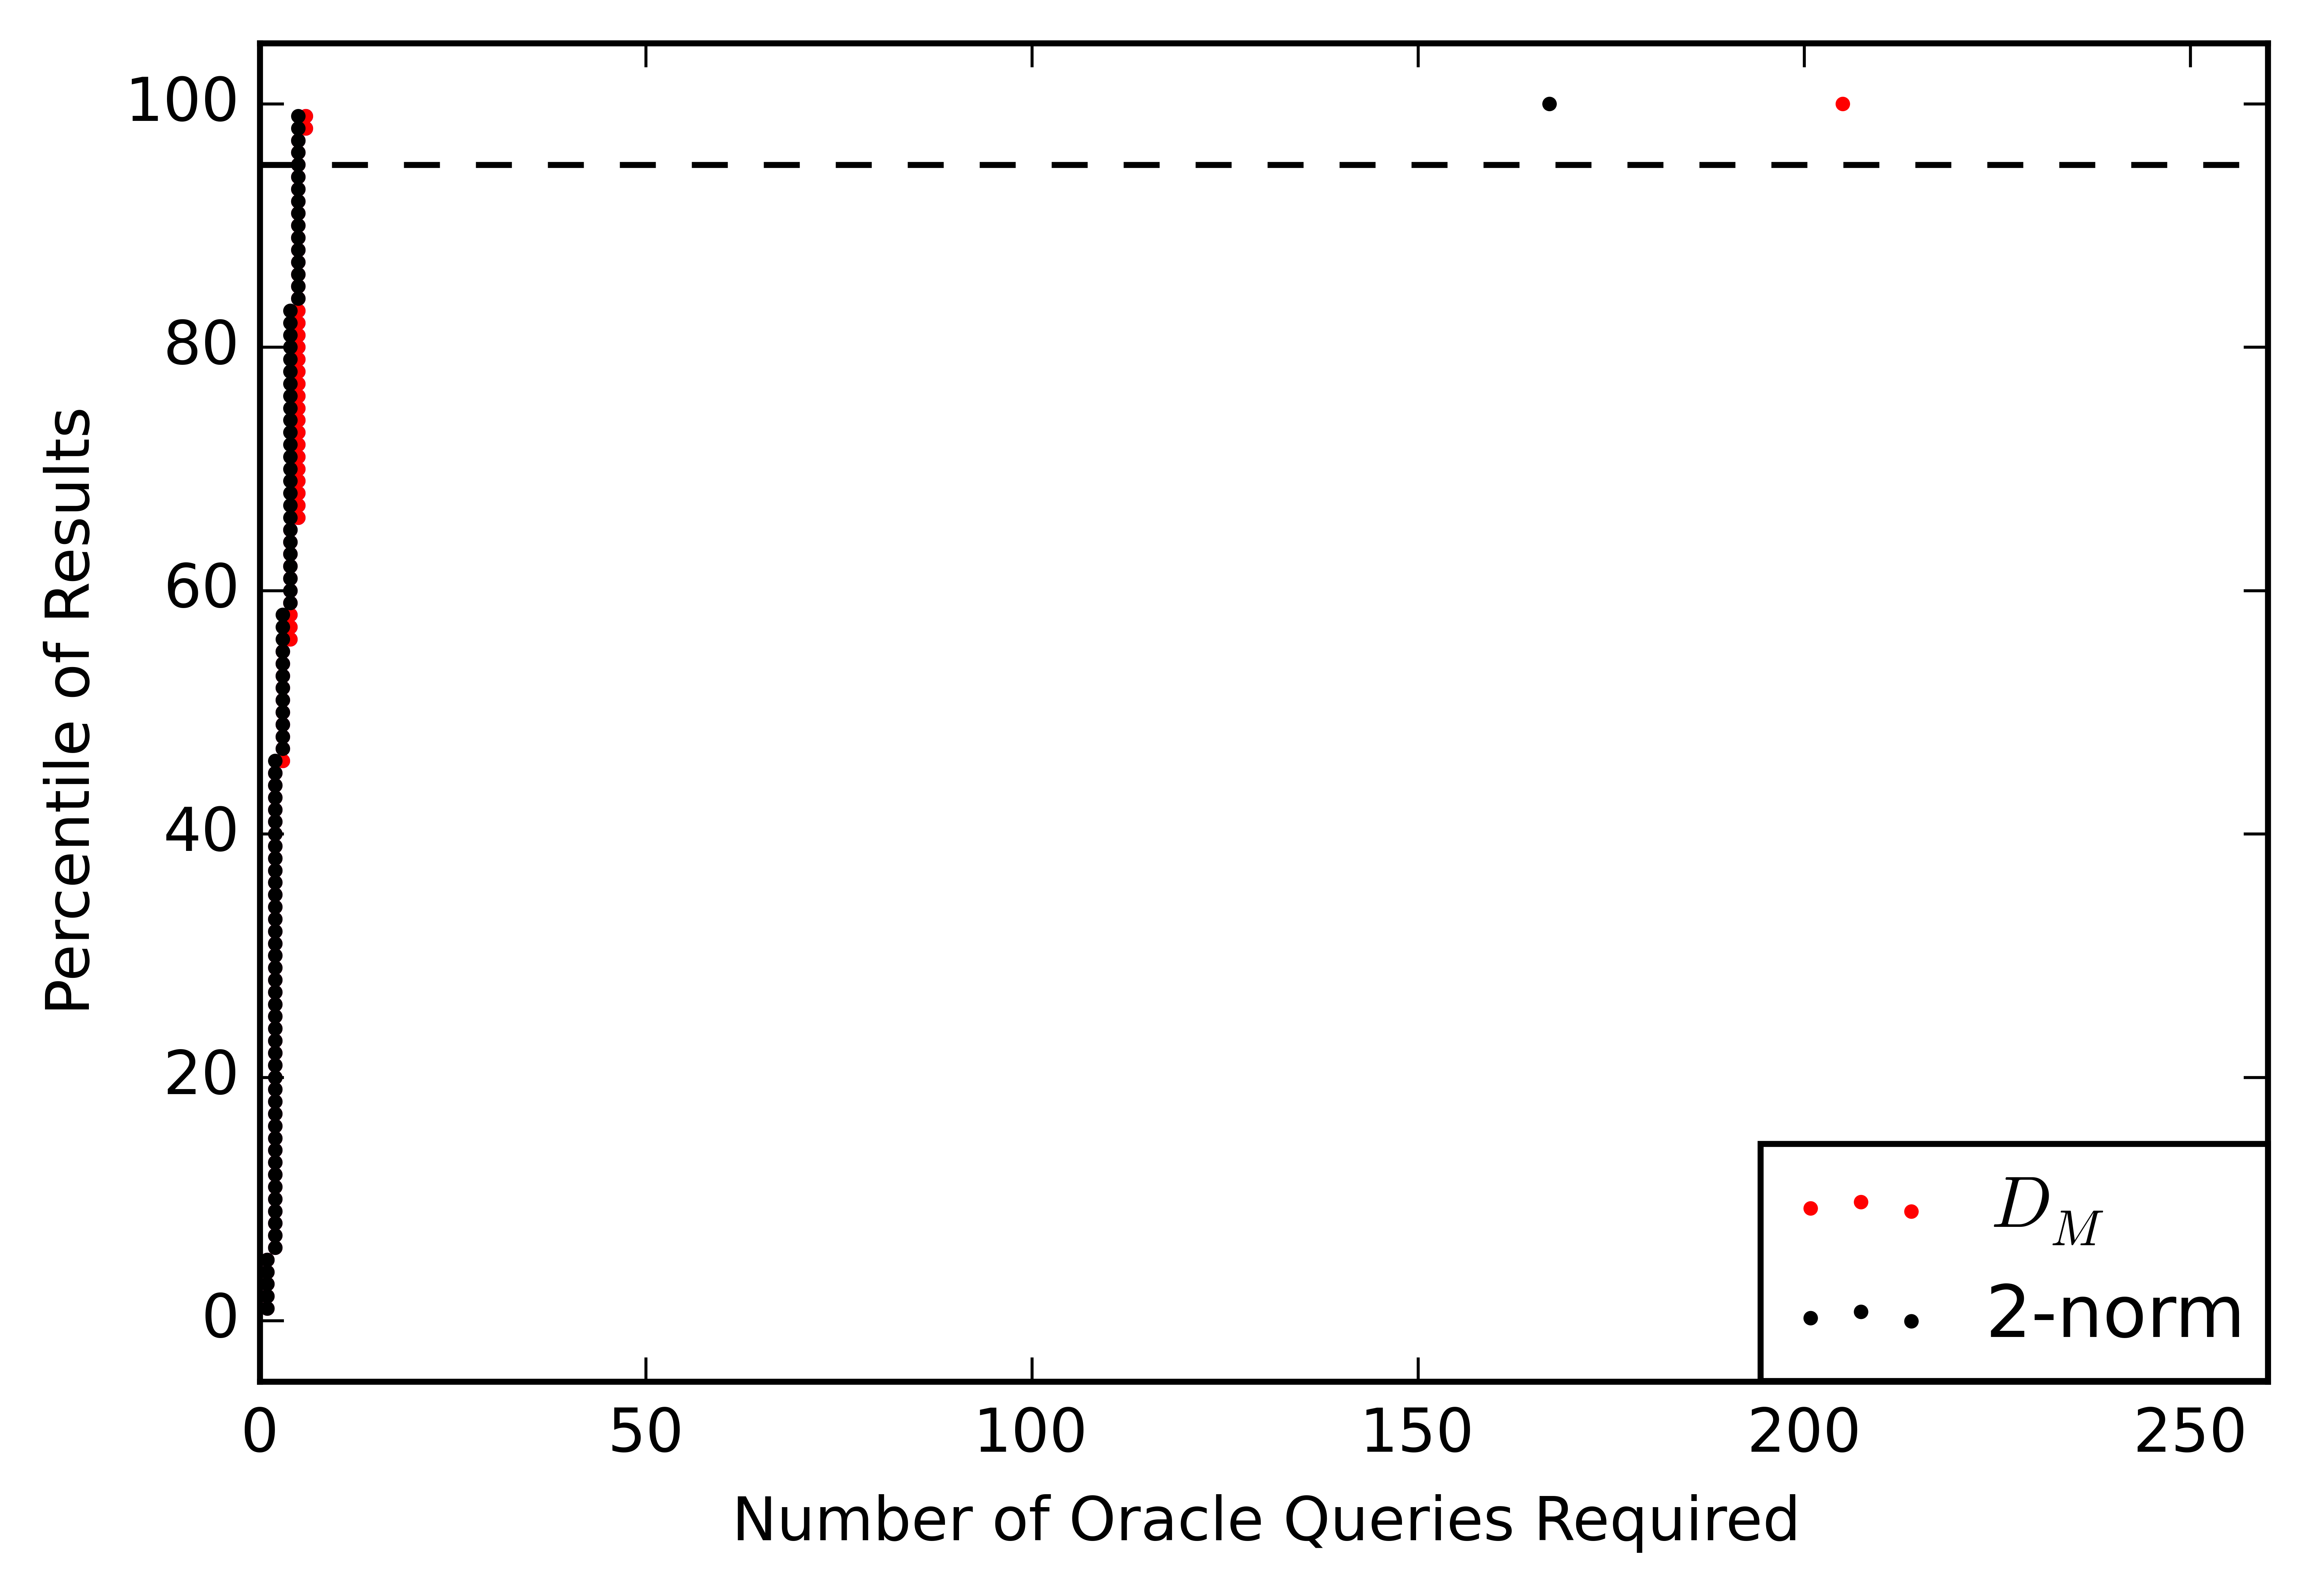 100
80
60
40
20
0
Percentile of Results
0 50 100 150 200 250
Number of Oracle Queries Required
D_M
2-norm